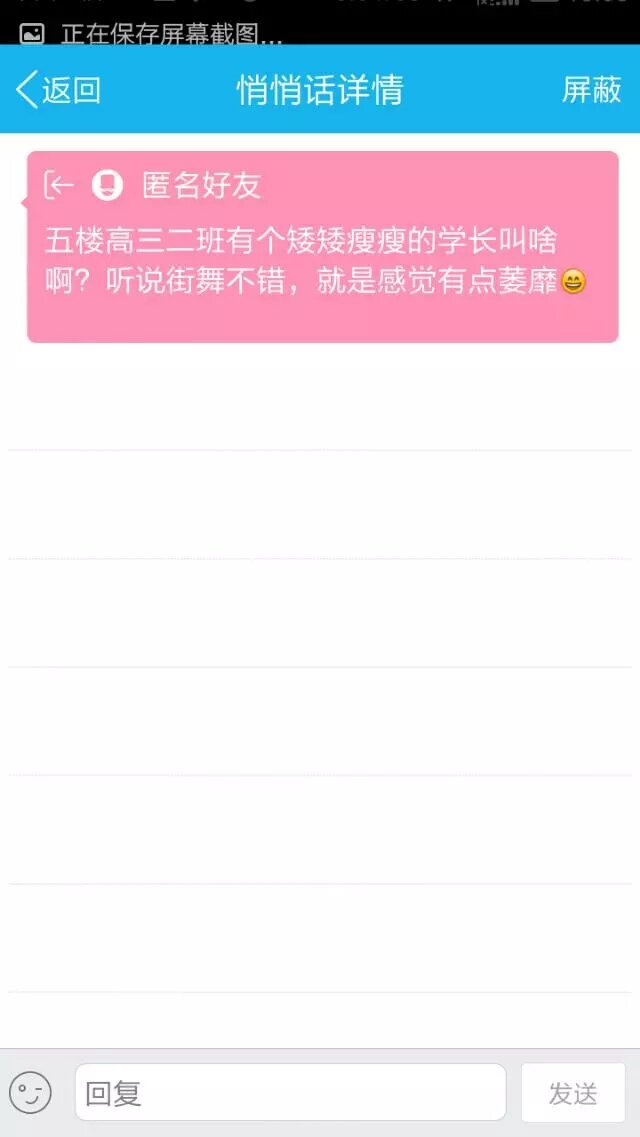 正在保存屏幕截图...
返回
悄悄话详情
屏蔽
匿名好友
五楼高三二班有个矮矮瘦瘦的学长叫啥
啊？听说街舞不错，就是感觉有点萎靡😄
回复
发送